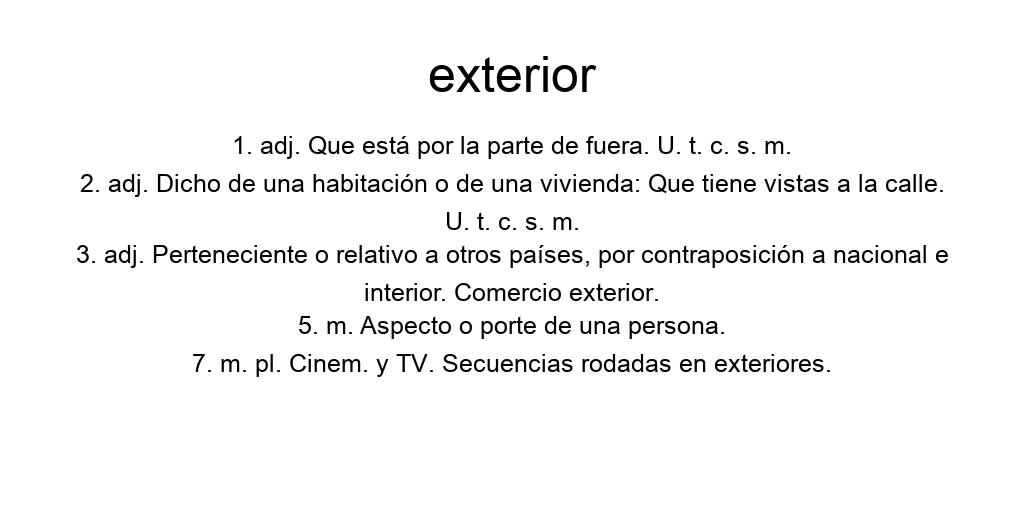 exterior
1. adj. Que está por la parte de fuera. U. t. c. s. m.
2. adj. Dicho de una habitación o de una vivienda: Que tiene vistas a la calle.
U. t. c. s. m.
3. adj. Perteneciente o relativo a otros países, por contraposición a nacional e
interior. Comercio exterior.
5. m. Aspecto o porte de una persona.
7. m. pl. Cinem. y TV. Secuencias rodadas en exteriores.